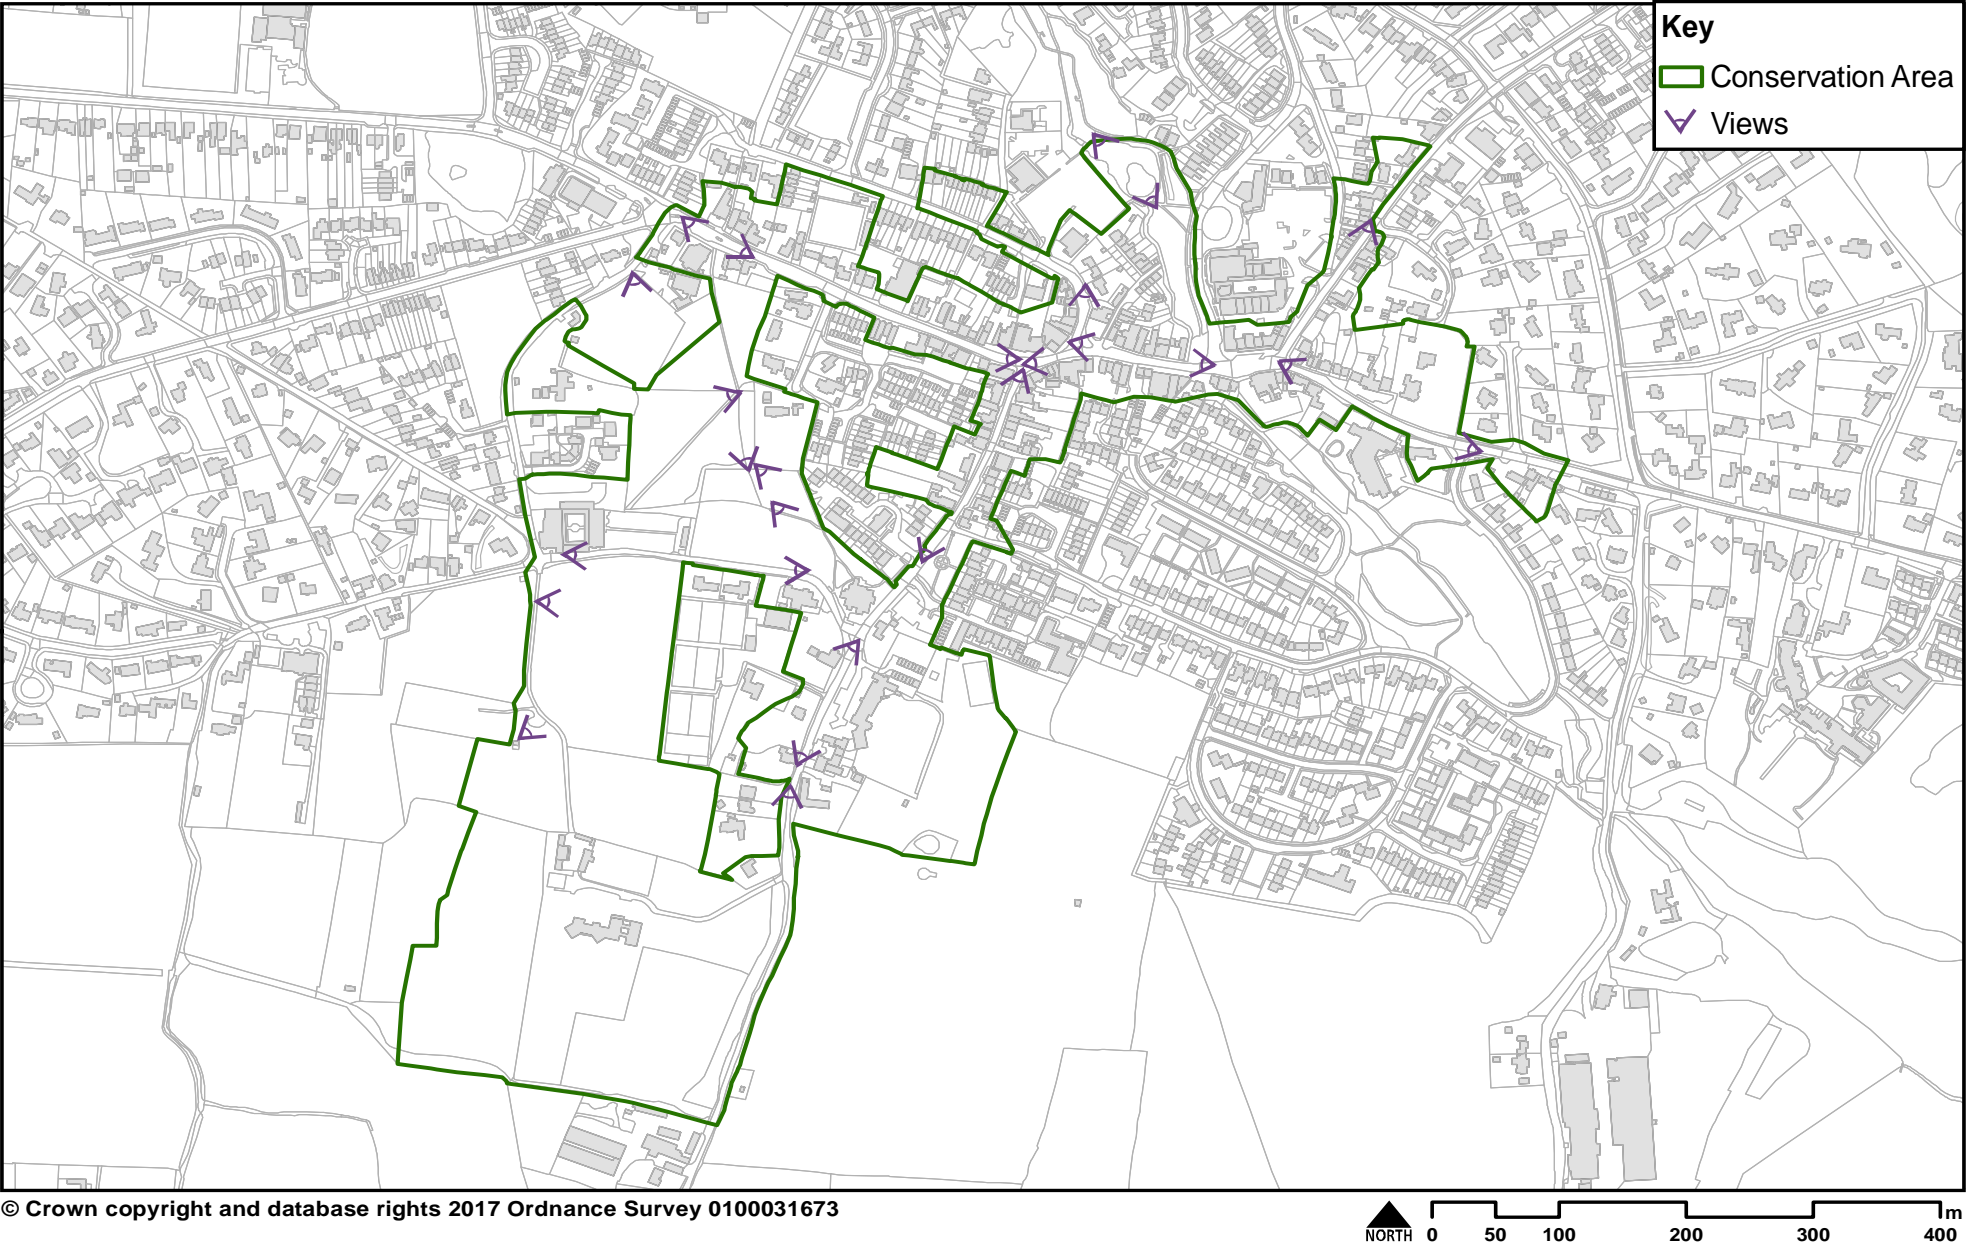 Key
Conservation Area
Views
© Crown copyright and database rights 2017 Ordnance Survey 0100031673
NORTH 0 50 100 200 300 400 m